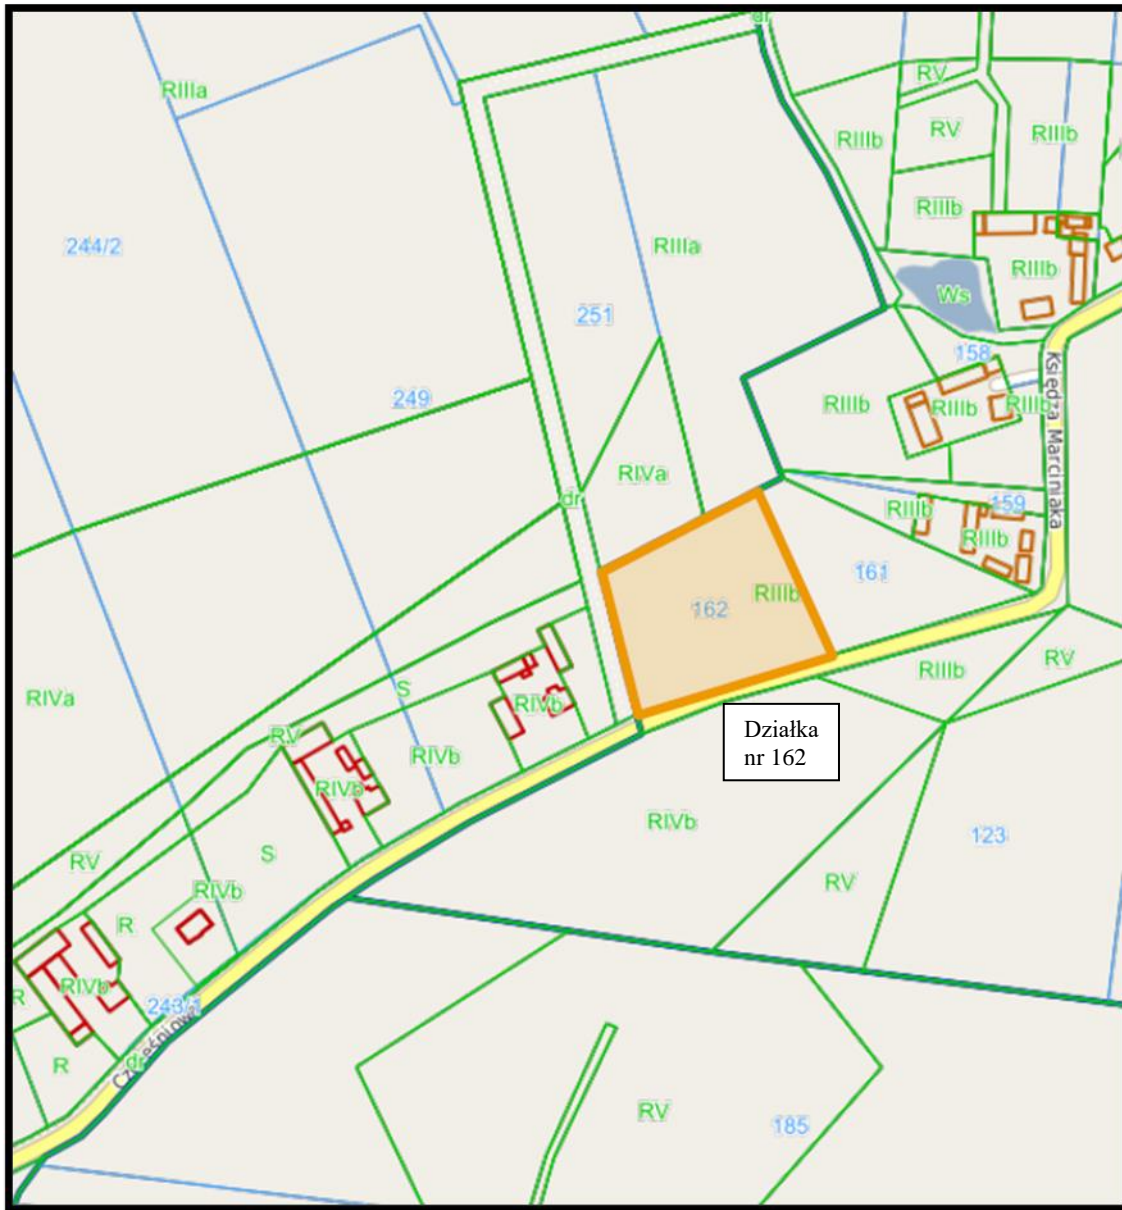 dr
RV
RIIIa
RV
RIIIb
RIIIb
RIIIb
244/2
RIIIa
RIIIb
Ws
251
158
249
RIIIb
RIIIb
RIIIb
Księdza Marciniaka
RIVa
dr
159
RIIIb
RIIIb
161
RIIIb
162
RIIIb
RV
S
RIVa
RIVb
Działka
nr 162
RV
RIVb
RIVb
RIVb
123
S
RV
RIVb
RV
R
RIVb
R
243/1
dr
R
RV
185